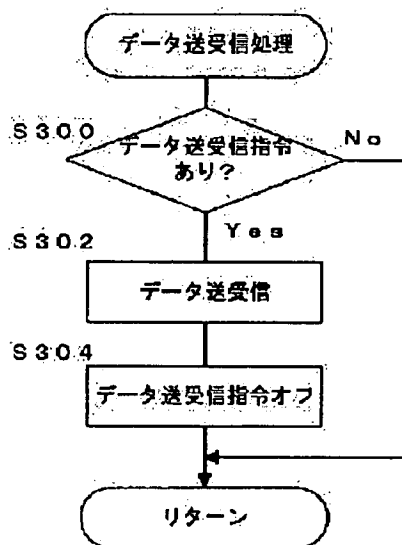 データ送受信処理
S300
データ送受信指令
あり？
No
Yes
S302
データ送受信
S304
データ送受信指令オフ
リターン